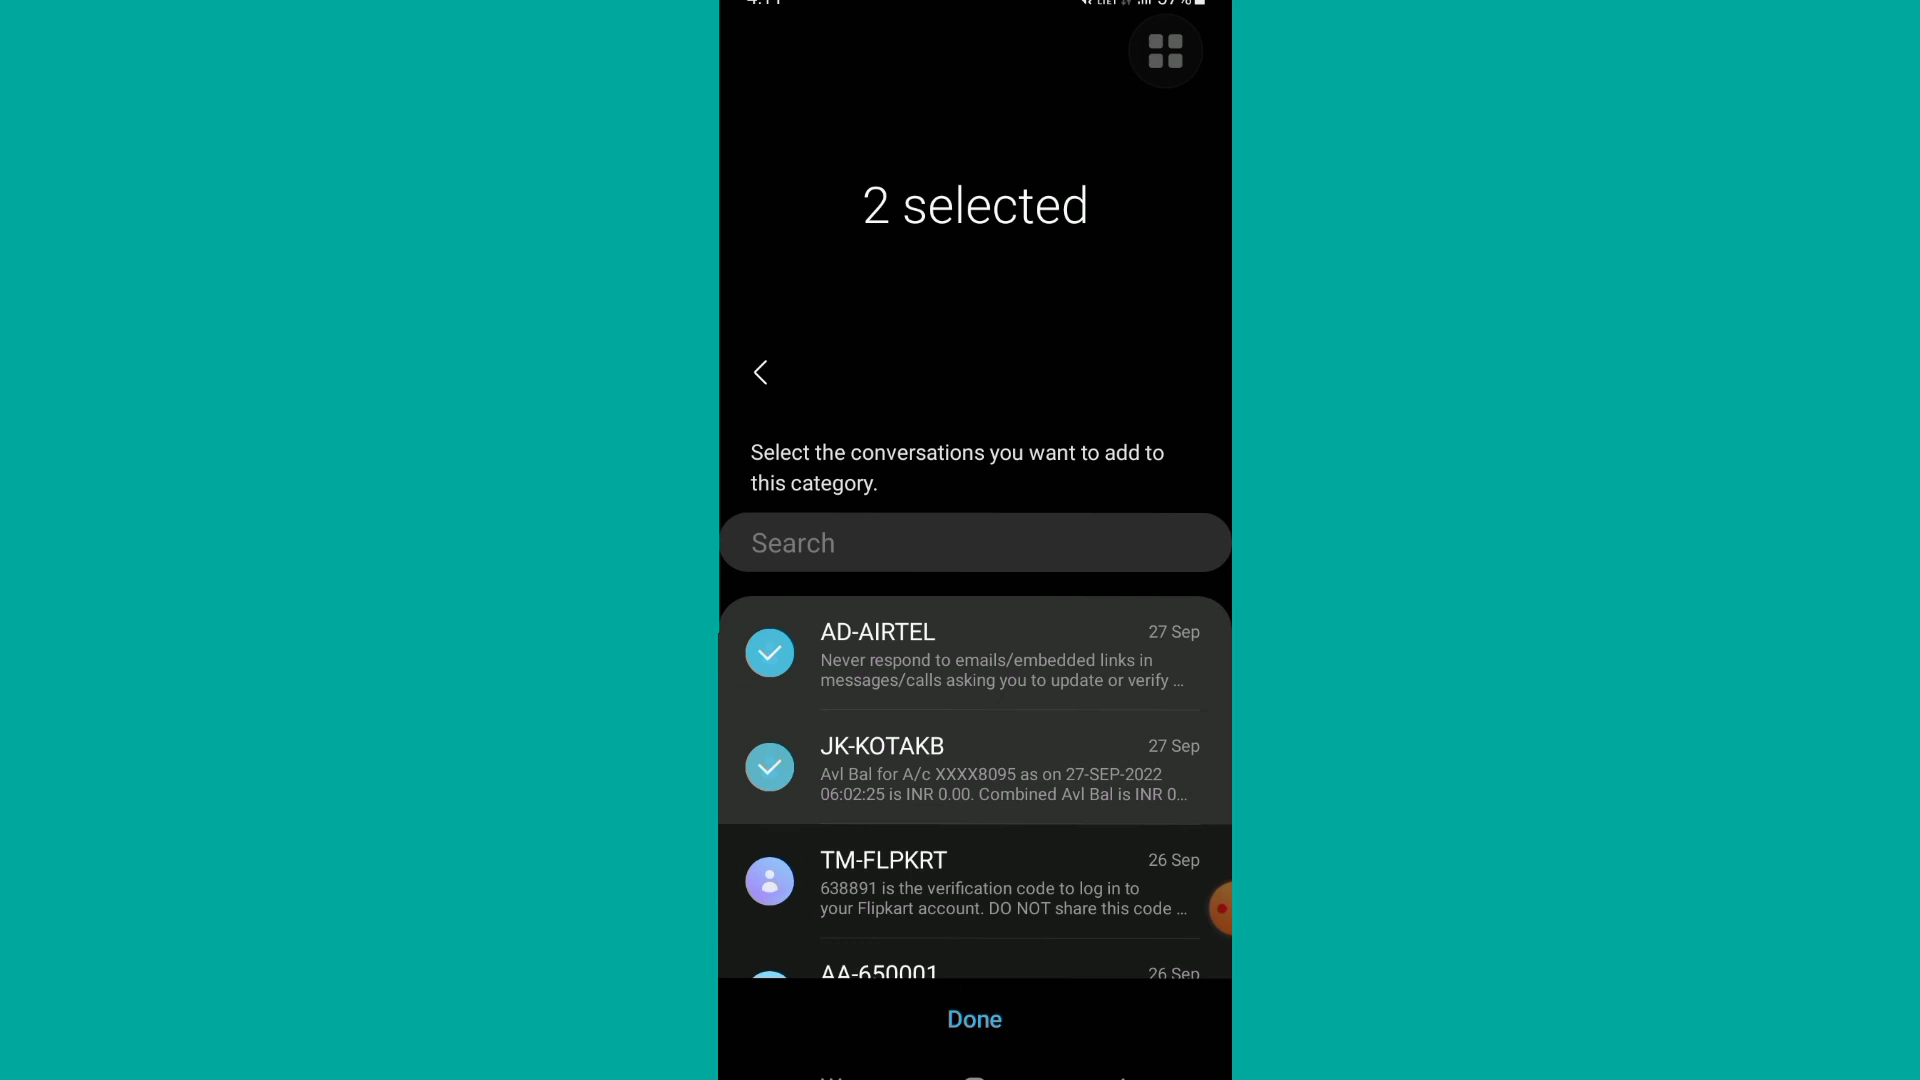 2 selected
Select the conversations you want to add to
this category.
Search
AD-AIRTEL
27 Sep
Never respond to emails/embedded links in
messages/calls asking you to update or verify ...
JK-KOTAKB
27 Sep
Avl Bal for A/c XXXX8095 as on 27-SEP-2022
06:02:25 is INR 0.00. Combined Avl Bal is INR 0...
TM-FLPKRT
26 Sep
638891 is the verification code to log in to
your Flipkart account. DO NOT share this code ...
AA-650001
26 Sep
Done